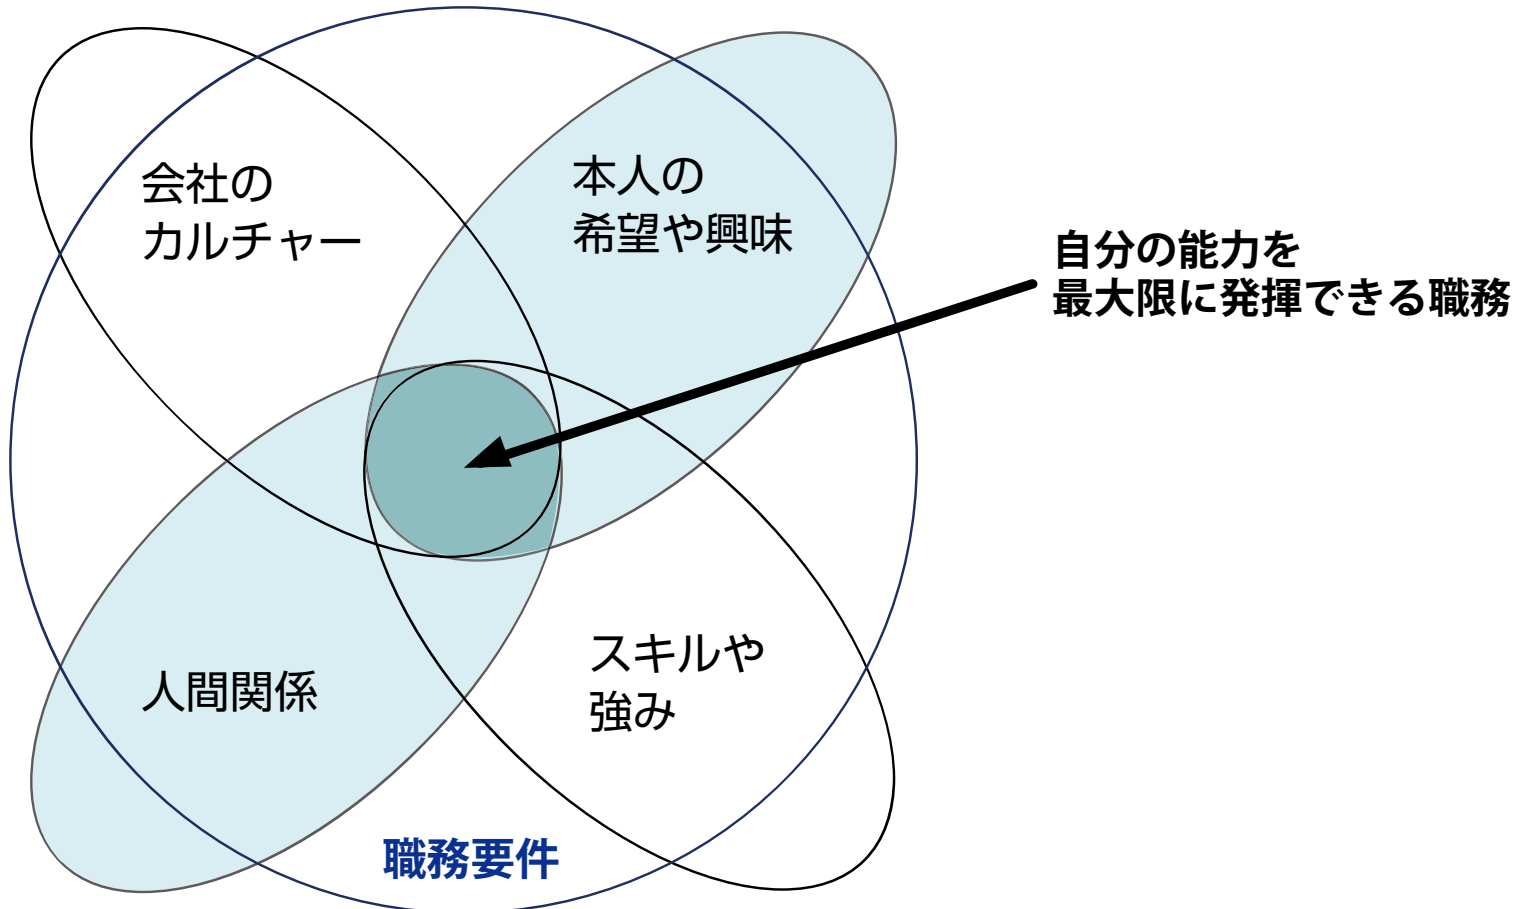 会社の
カルチャー
本人の
希望や興味
自分の能力を
最大限に発揮できる職務
人間関係
スキルや
強み
職務要件